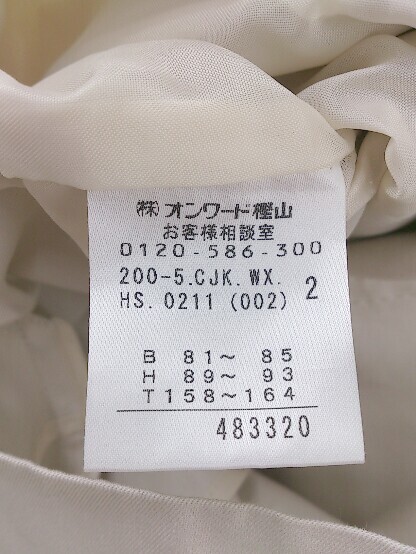 ㈱オンワード樫山
お客様相談室
0120-586-300
200-5.CJK.WX.
HS.0211(002) 2
B 81～ 85
H 89～ 93
T 158～164
483320